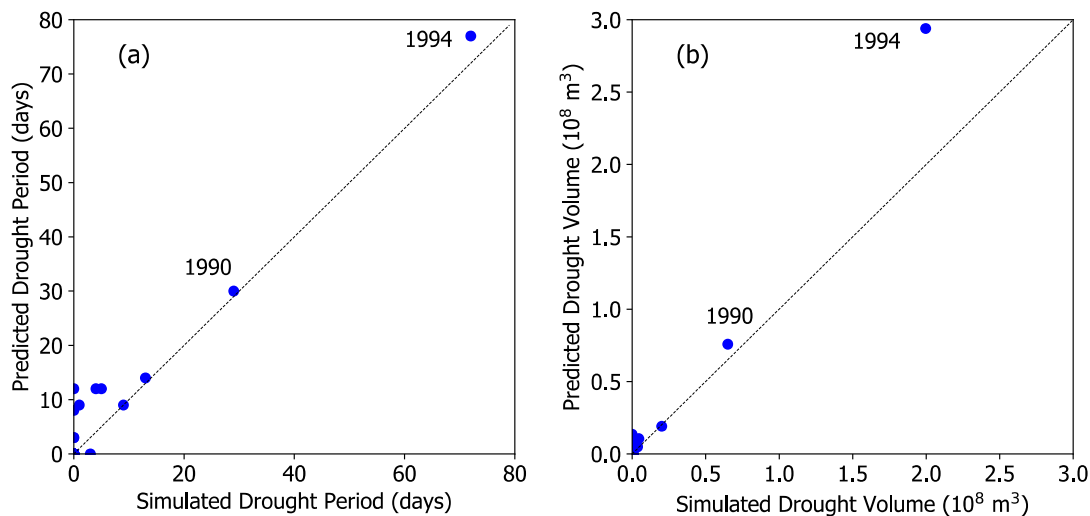 (a)
1994
1990
80
70
60
50
40
30
20
10
0
0 20 40 60 80
Predicted Drought Period (days)
Simulated Drought Period (days)
(b)
1994
1990
3.0
2.5
2.0
1.5
1.0
0.5
0.0
0.0 0.5 1.0 1.5 2.0 2.5 3.0
Predicted Drought Volume (10⁸ m³)
Simulated Drought Volume (10⁸ m³)